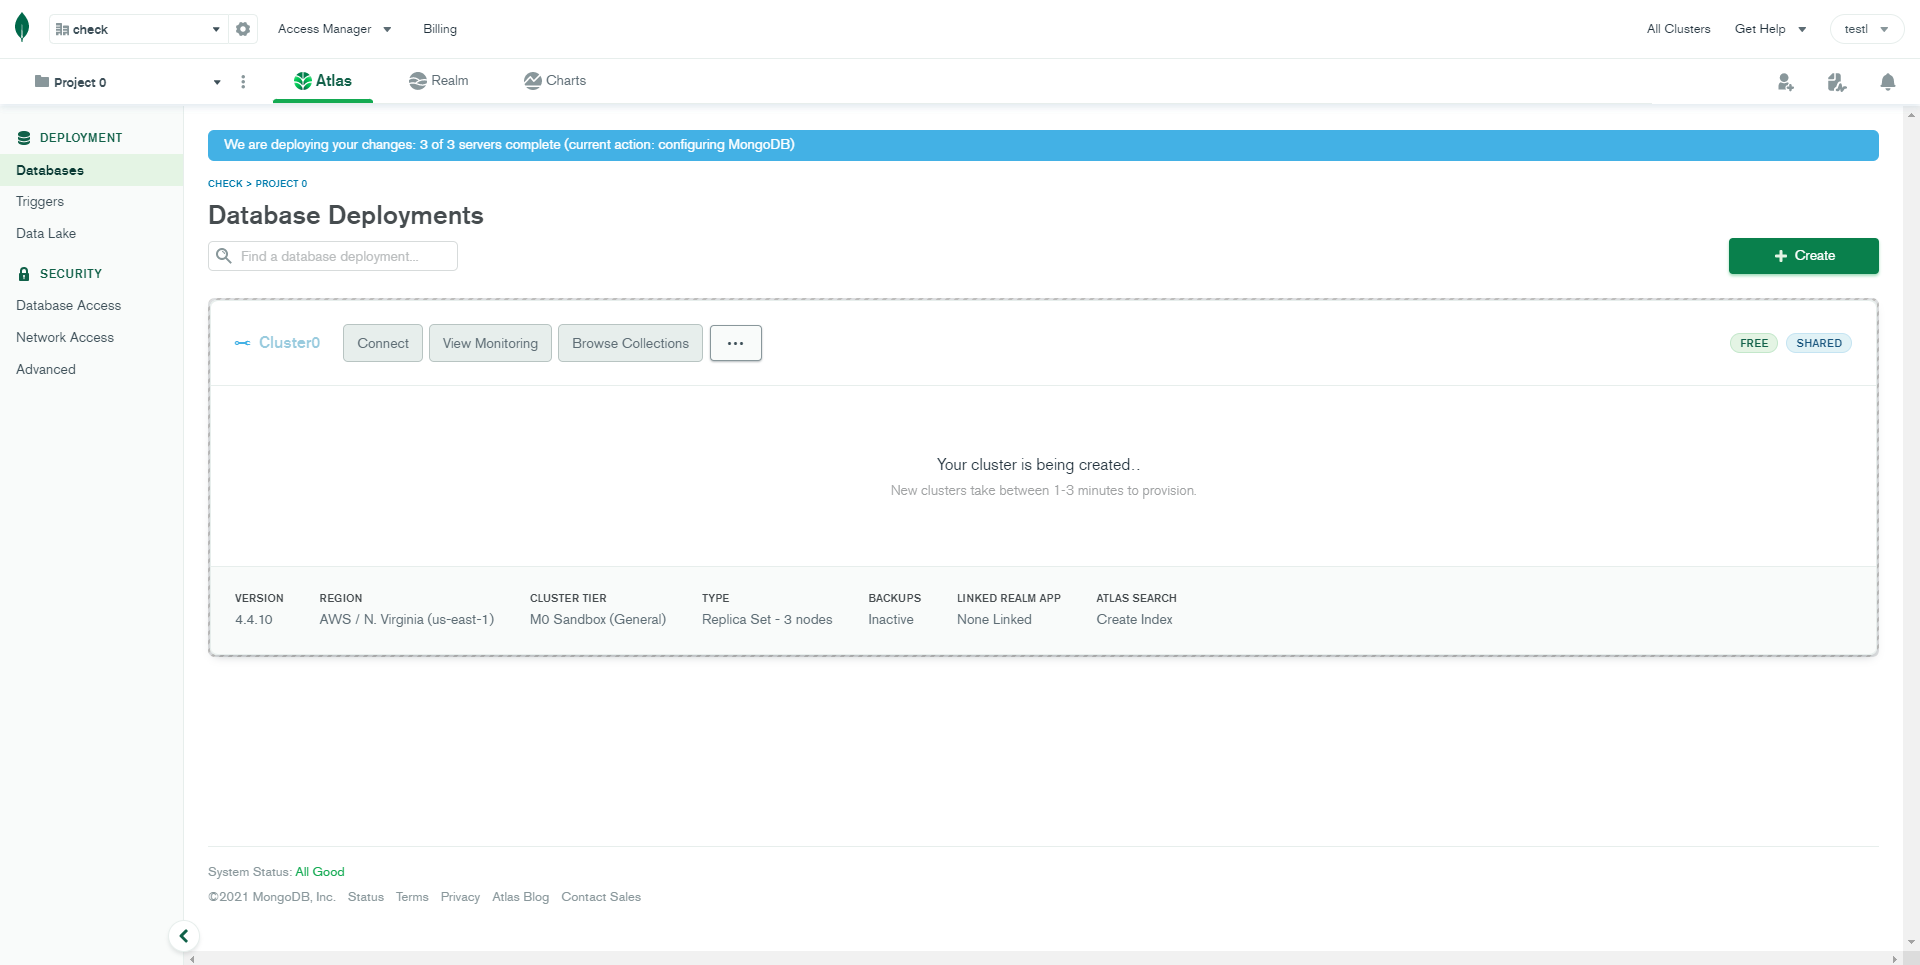 check
Access Manager
Billing
All Clusters
Get Help
testl
Project 0
Atlas
Realm
Charts
DEPLOYMENT
Databases
Triggers
Data Lake
SECURITY
Database Access
Network Access
Advanced
We are deploying your changes: 3 of 3 servers complete (current action: configuring MongoDB)
CHECK > PROJECT 0
Database Deployments
Find a database deployment...
Create
Cluster0
Connect
View Monitoring
Browse Collections
FREE
SHARED
Your cluster is being created..
New clusters take between 1-3 minutes to provision.
VERSION
4.4.10
REGION
AWS / N. Virginia (us-east-1)
CLUSTER TIER
M0 Sandbox (General)
TYPE
Replica Set - 3 nodes
BACKUPS
Inactive
LINKED REALM APP
None Linked
ATLAS SEARCH
Create Index
System Status: All Good
©2021 MongoDB, Inc. Status Terms Privacy Atlas Blog Contact Sales